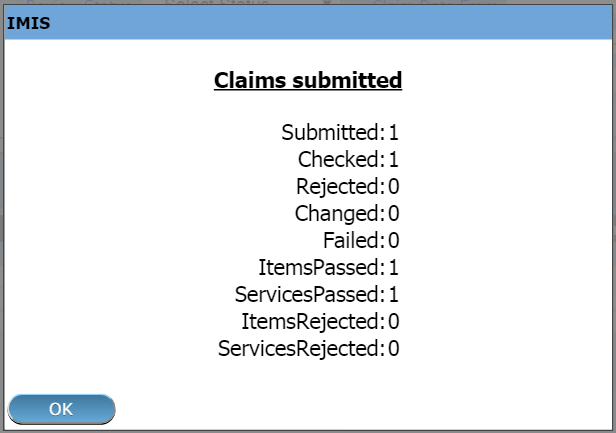 IMIS
Claims submitted
Submitted:1
Checked:1
Rejected:0
Changed:0
Failed:0
ItemsPassed:1
ServicesPassed:1
ItemsRejected:0
ServicesRejected:0
OK